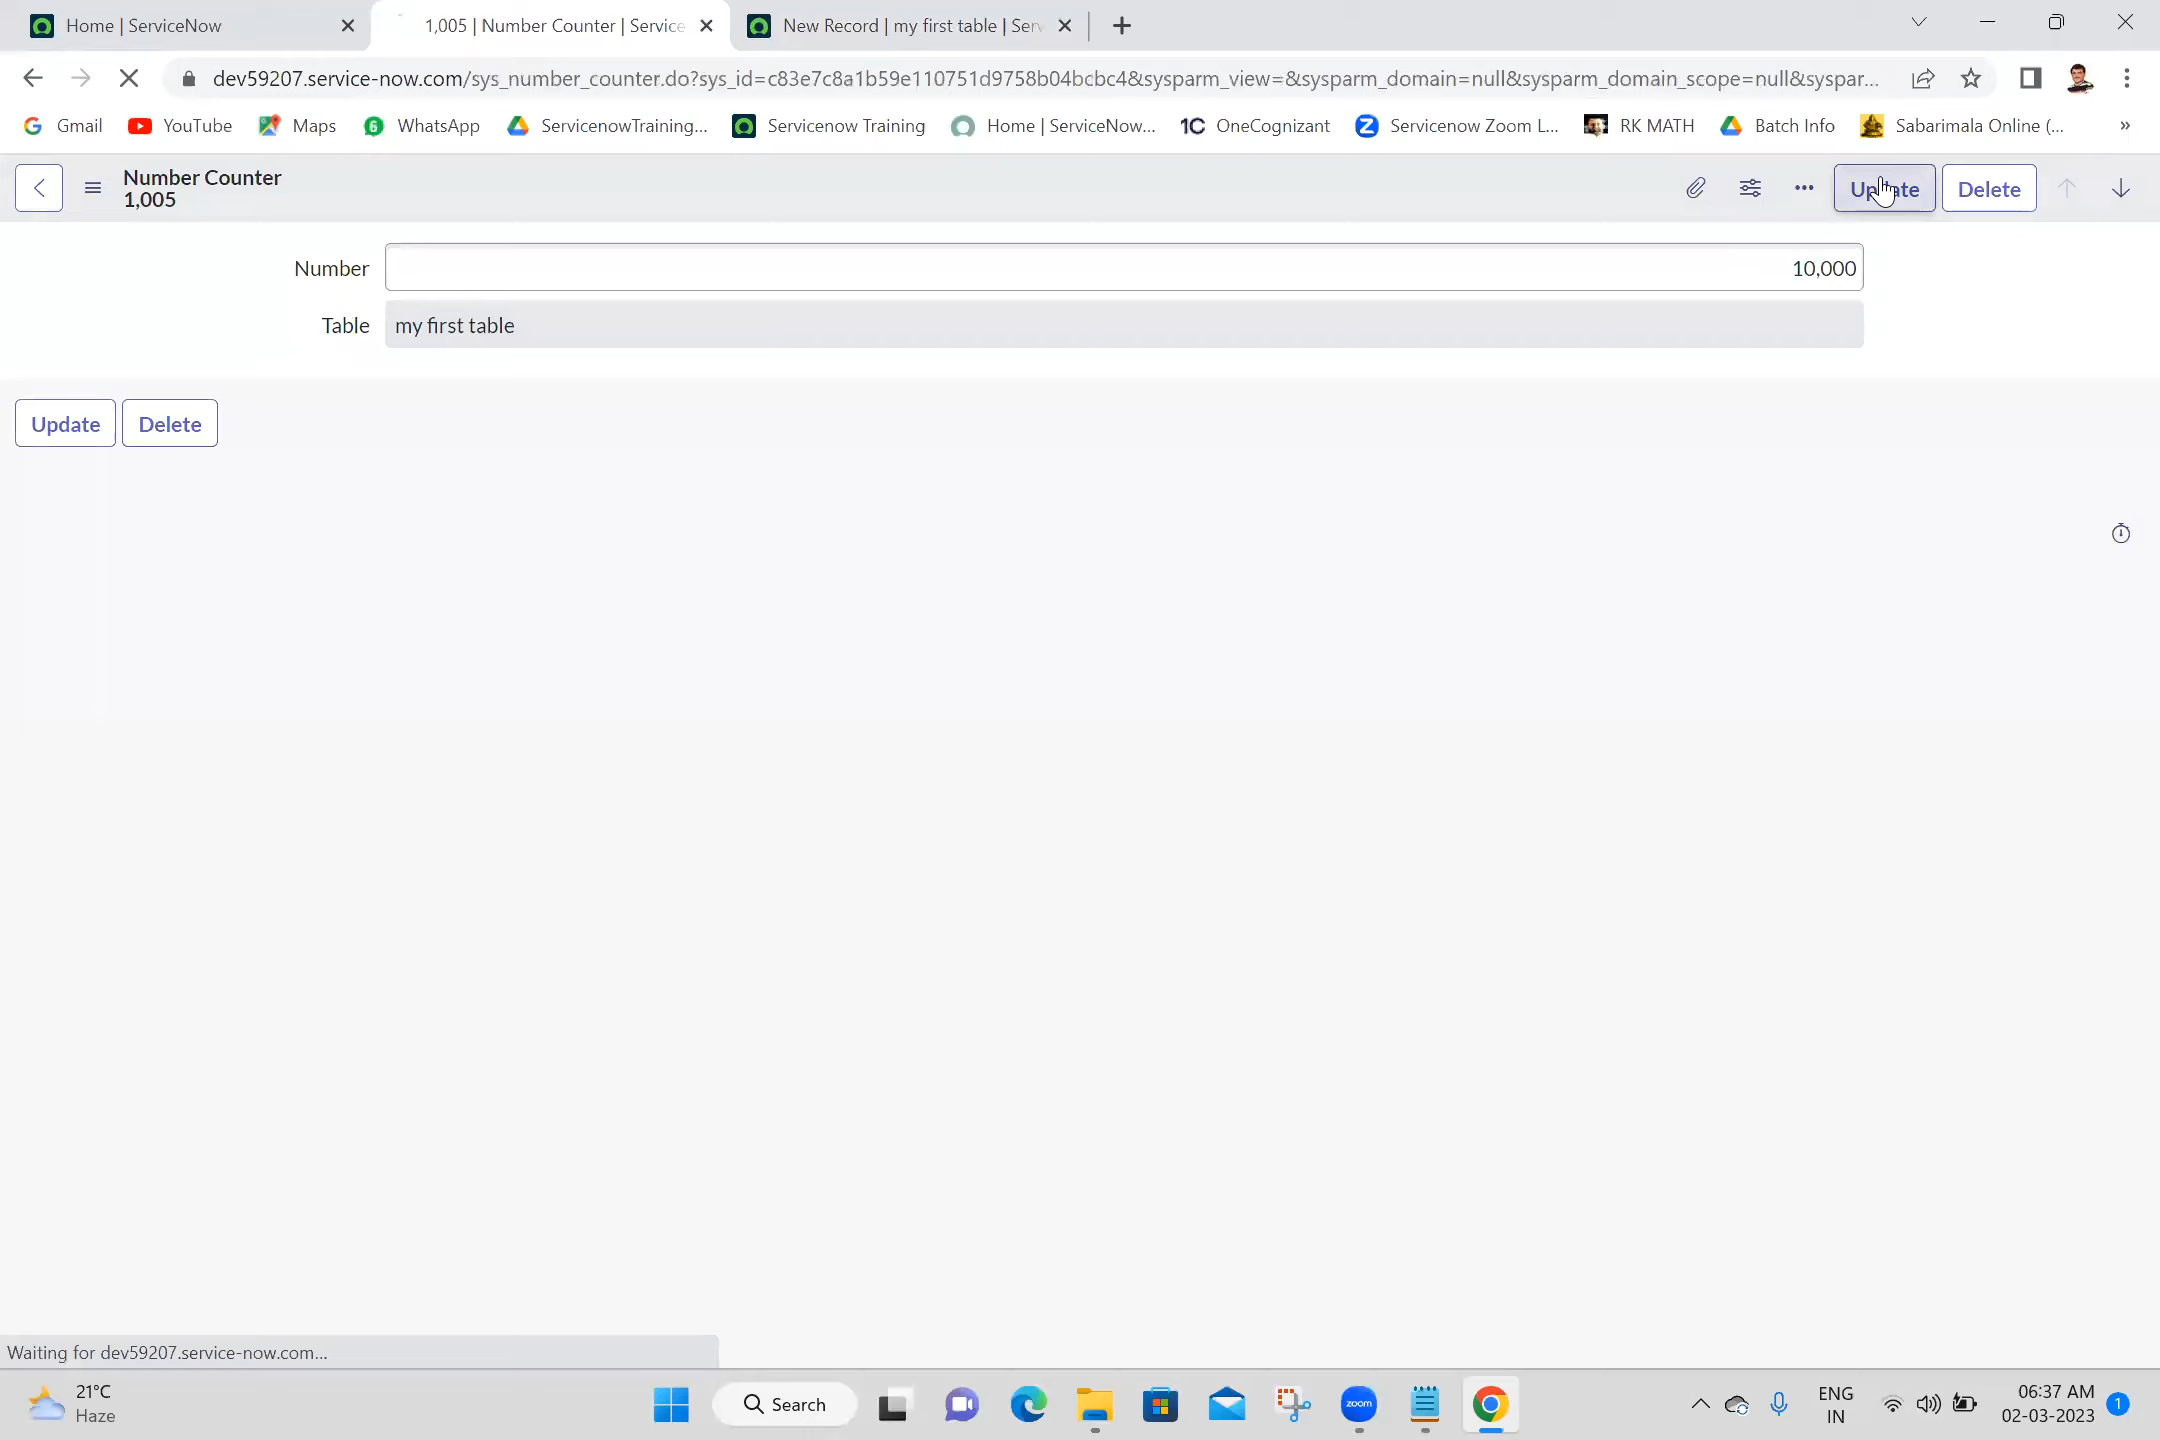 Home | ServiceNow
1,005 | Number Counter | Service
New Record | my first table | Serv
dev59207.service-now.com/sys_number_counter.do?sys_id=c83e7c8a1b59e110751d9758b04bcbc4&sysparm_view=&sysparm_domain=null&sysparm_domain_scope=null&syspar...
Gmail
YouTube
Maps
6
WhatsApp
ServicenowTraining...
Servicenow Training
Home | ServiceNow...
1C
OneCognizant
Z
Servicenow Zoom L...
RK MATH
Batch Info
Sabarimala Online (...
»
Number Counter
1,005
Update
Delete
Number
10,000
Table
my first table
Update
Delete
Waiting for dev59207.service-now.com...
21°C
Haze
Search
zoom
ENG
IN
06:37 AM
02-03-2023
1